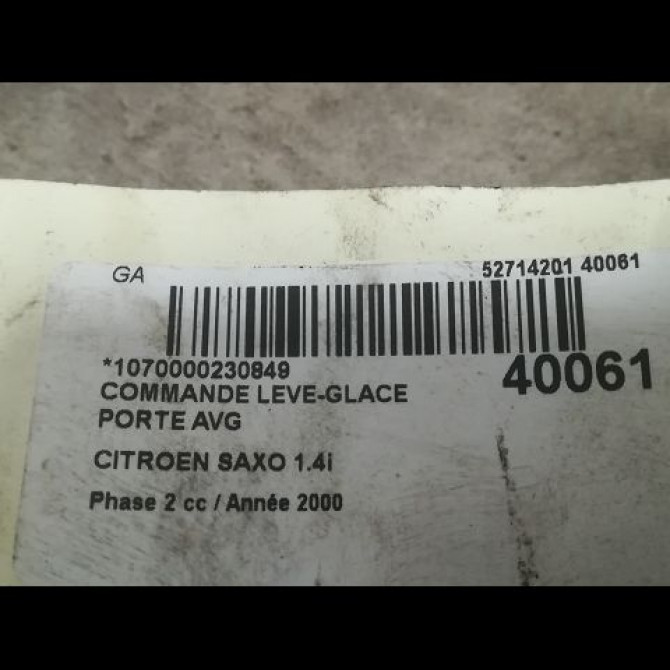 GA
52714201 40061
*1070000230849
40061
COMMANDE LEVE-GLACE
PORTE AVG
CITROEN SAXO 1.4i
Phase 2 cc / Année 2000